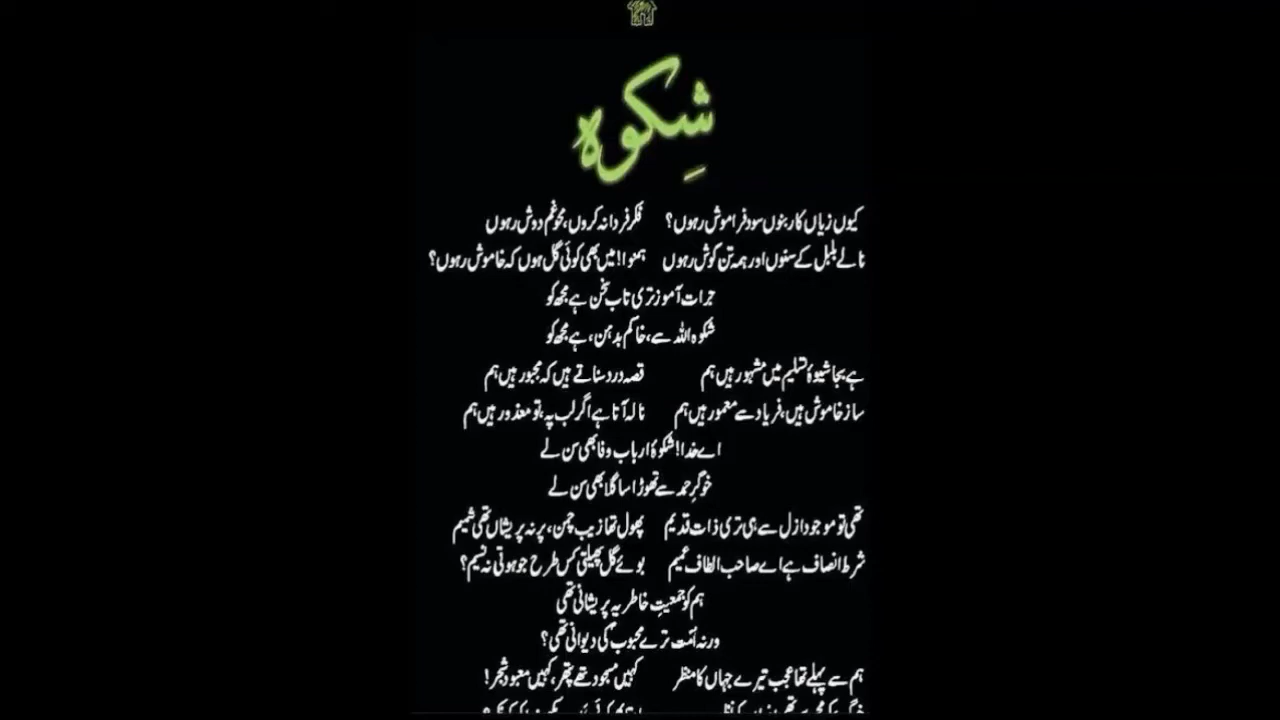 شِکوہ
کیوں زیاں کار بنوں سود فراموش رہوں؟ فکر فردا نہ کروں، محو غم دوش رہوں
نالے بلبل کے سنوں اور ہمہ تن گوش رہوں ہمنوا! میں بھی کوئی گل ہوں کہ خاموش رہوں؟
جرات آموز تری تاب سخن ہے مجھ کو
شکوہ اللہ سے، خاکم بدہن، ہے مجھ کو
ہے بجا شیوۂ تسلیم میں مشہور ہیں ہم قصہ درد سناتے ہیں کہ مجبور ہیں ہم
ساز خاموش ہیں، فریاد سے معمور ہیں ہم نالہ آتا ہے اگر لب پہ، تو معذور ہیں ہم
اے خدا! شکوۂ ارباب وفا بھی سن لے
خوگرِ حمد سے تھوڑا سا گلا بھی سن لے
تھی تو موجود ازل سے ہی تری ذات قدیم پھول تھا زیب چمن، پر نہ پریشاں تھی شمیم
شرط انصاف ہے اے صاحب الطاف عمیم بوئے گل پھیلتی کس طرح جو ہوتی نہ نسیم؟
ہم کو جمعیتِ خاطر یہ پریشانی تھی
ورنہ اُمّت ترے محبوبؐ کی دیوانی تھی؟
ہم سے پہلے تھا عجب تیرے جہاں کا منظر کہیں مسجود تھے پتھر، کہیں معبود شجر!